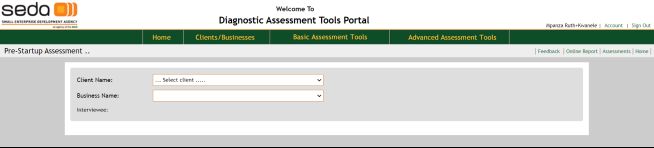 seda
SMALL ENTERPRISE DEVELOPMENT AGENCY
Welcome To
Diagnostic Assessment Tools Portal
Mpanza Ruth-Kwanele | Account | Sign Out
Home Clients/Businesses Basic Assessment Tools Advanced Assessment Tools
Pre-Startup Assessment ..
| Feedback | Online Report | Assessments | Home |
Client Name: ... Select client .....
Business Name:
Interviewee: